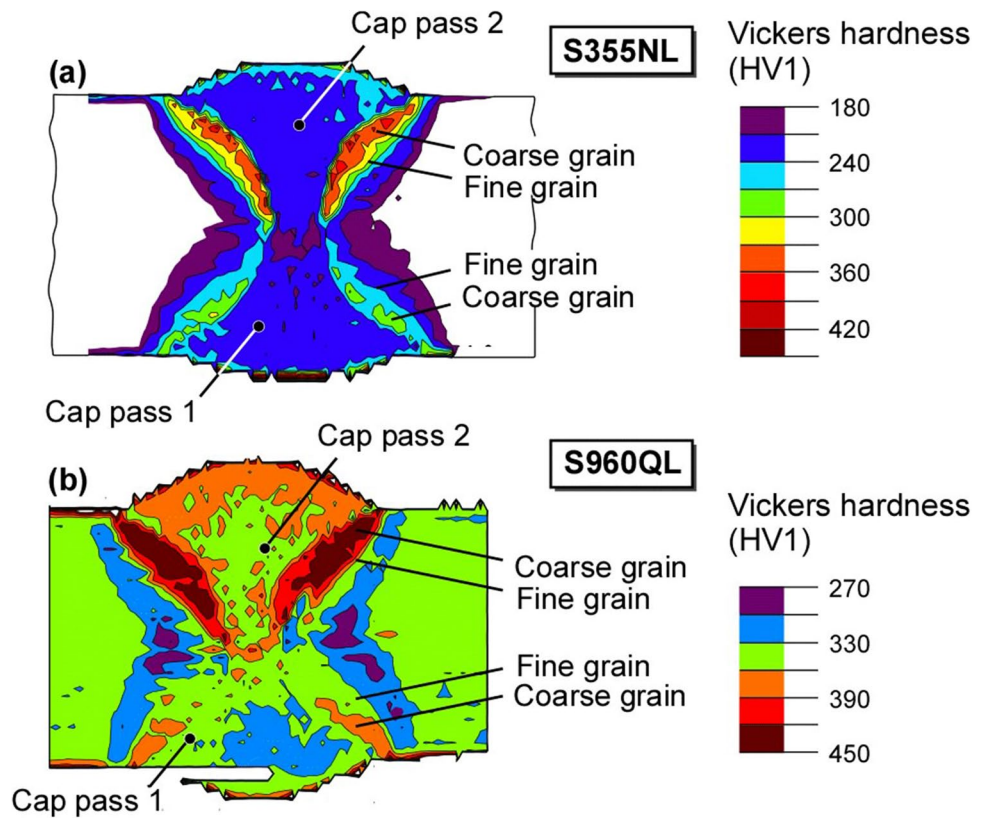 Cap pass 2
S355NL
Vickers hardness
(HV1)
(a)
180
240
300
360
420
Coarse grain
Fine grain
Fine grain
Coarse grain
Cap pass 1
Cap pass 2
S960QL
(b)
Vickers hardness
(HV1)
270
330
390
450
Coarse grain
Fine grain
Fine grain
Coarse grain
Cap pass 1